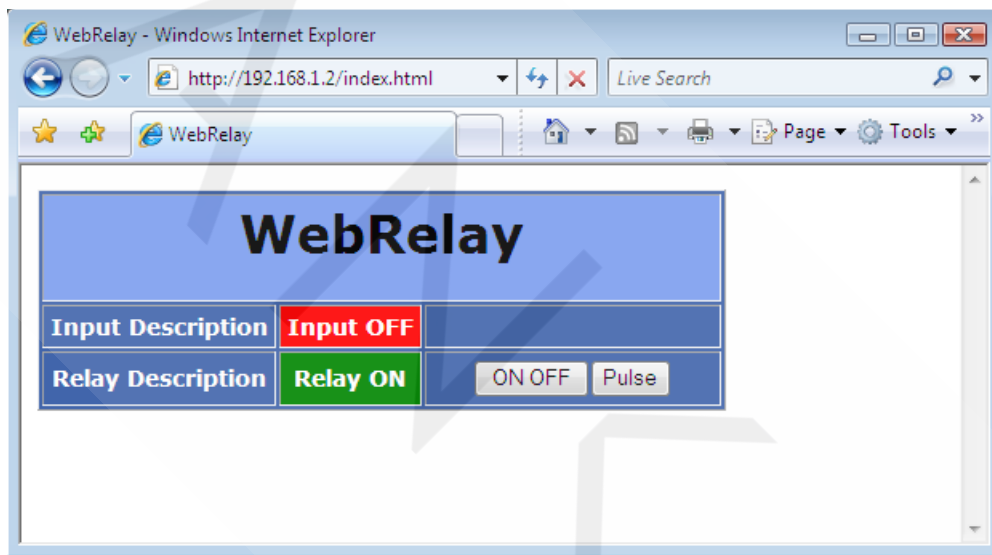 WebRelay - Windows Internet Explorer
http://192.168.1.2/index.html
Live Search
WebRelay
Page
Tools
WebRelay
Input Description Input OFF
Relay Description Relay ON ON OFF Pulse